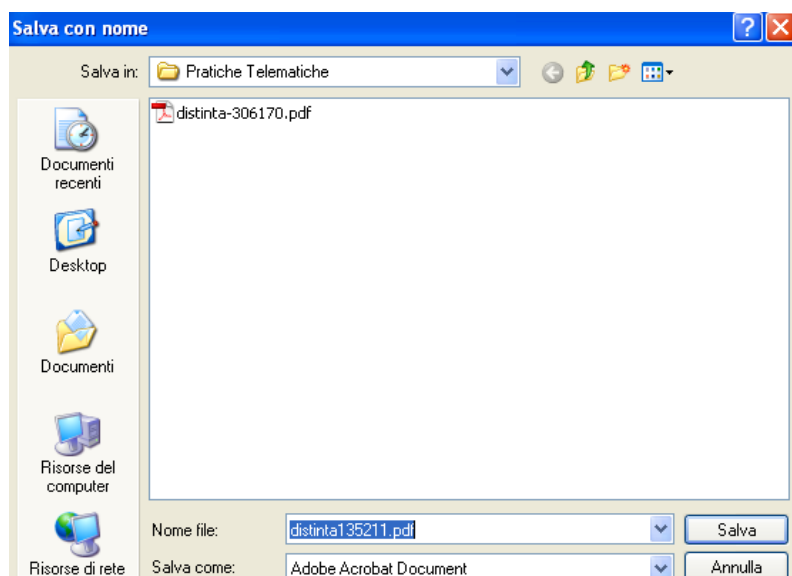 Salva con nome
Salva in:
Pratiche Telematiche
distinta-306170.pdf
Documenti
recenti
Desktop
Documenti
Risorse del
computer
Risorse di rete
Nome file:
distinta135211.pdf
Salva
Salva come:
Adobe Acrobat Document
Annulla